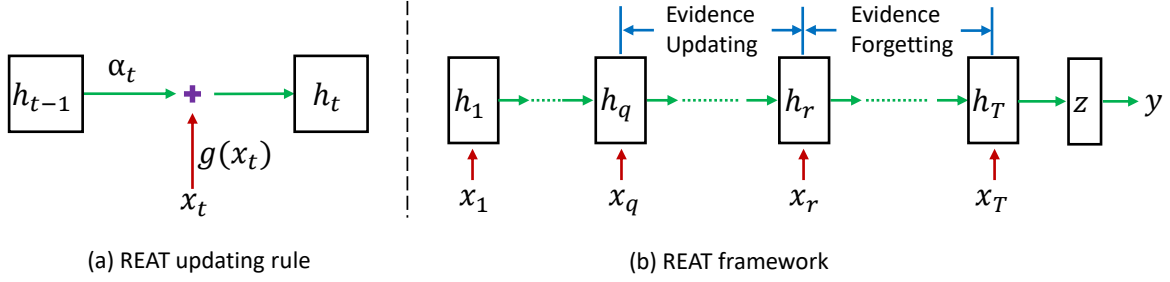 h_{t−1}
α_t
h_t
g(x_t)
x_t
(a) REAT updating rule
Evidence
Updating
Evidence
Forgetting
h_1
h_q
h_r
h_T
z
y
x_1
x_q
x_r
x_T
(b) REAT framework